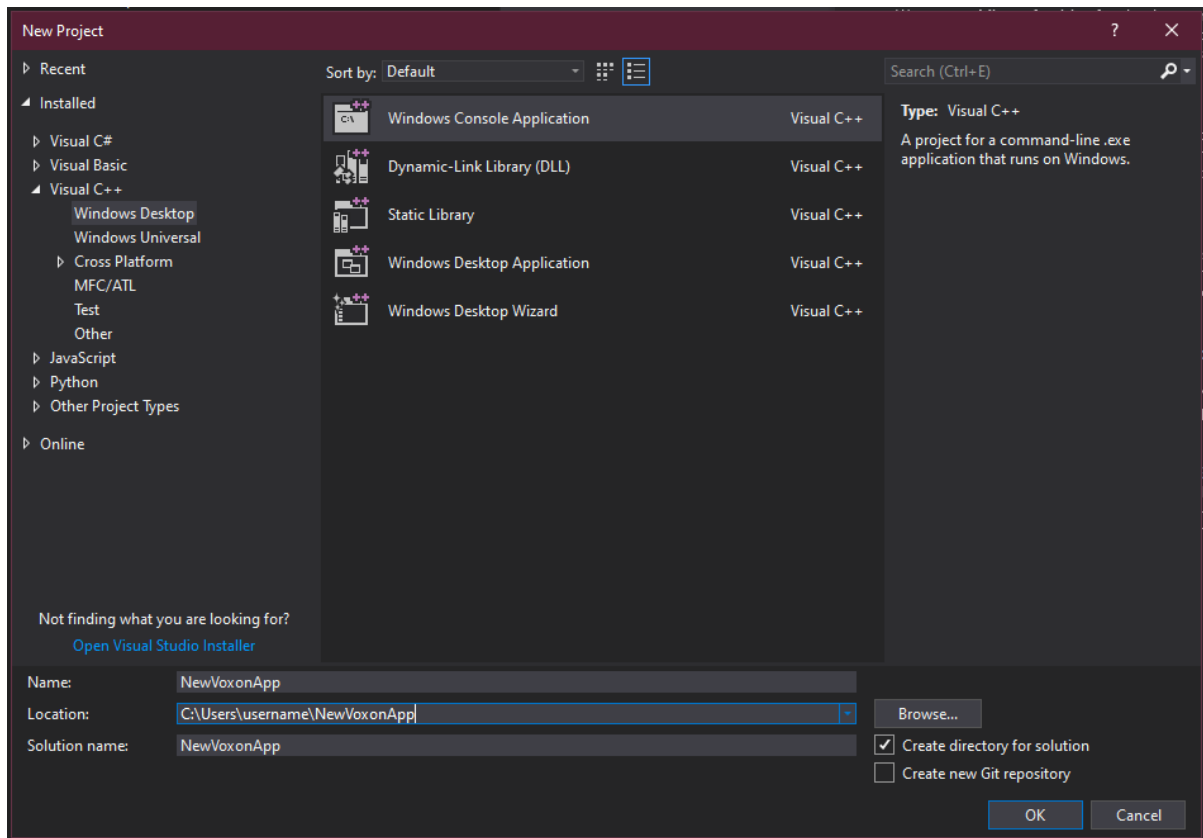 New Project
?
Recent
Installed
Visual C#
Visual Basic
Visual C++
Windows Desktop
Windows Universal
Cross Platform
MFC/ATL
Test
Other
JavaScript
Python
Other Project Types
Online
Not finding what you are looking for?
Open Visual Studio Installer
Sort by: Default
Windows Console Application Visual C++
Dynamic-Link Library (DLL) Visual C++
Static Library Visual C++
Windows Desktop Application Visual C++
Windows Desktop Wizard Visual C++
Search (Ctrl+E)
Type: Visual C++
A project for a command-line .exe
application that runs on Windows.
Name: NewVoxonApp
Location: C:\Users\username\NewVoxonApp
Browse...
Solution name: NewVoxonApp
Create directory for solution
Create new Git repository
OK Cancel